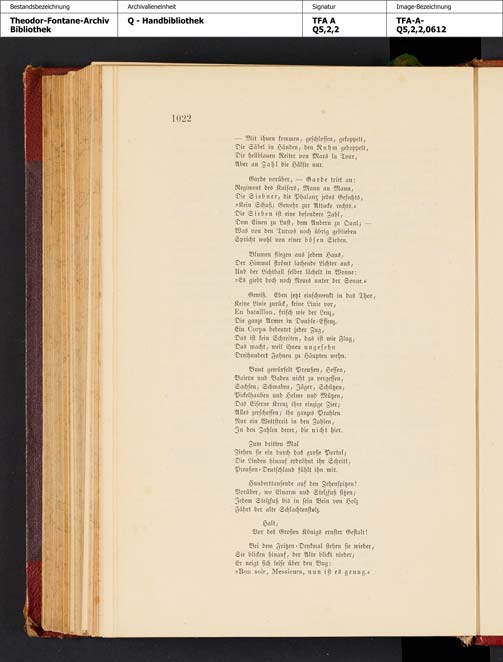 Bestandsbezeichnung
Archivalieneinheit
Signatur
Image-Bezeichnung
Theodor-Fontane-Archiv
Bibliothek
Q - Handbibliothek
TFA A
Q5,2,2
TFA-A-
Q5,2,2,0612
1022
— Mit ihnen kommen, geschlossen, gekoppelt,
Die Säbel in Händen, den Ruhm gedoppelt,
Die hellblauen Reiter von Mars la Tour,
Aber an Zahl die Hälfte nur.
Garde vorüber, — Garde tritt an:
Regiment des Kaisers, Mann an Mann,
Die Siebner, die Phalanx jedes Gefechts,
»Kein Schuß; Gewehr zur Attake rechts.«
Die Sieben ist eine besondere Zahl,
Dem Einen zu Lust, dem Andern zu Qual; —
Was von den Turcos noch übrig geblieben
Spricht wohl von einer bösen Sieben.
Blumen fliegen aus jedem Haus,
Der Himmel strömt lachende Lichter aus,
Und der Lichtball selber lächelt in Wonne:
»Es giebt doch noch Neues unter der Sonne.«
Gewiß. Eben jetzt einschwenkt in das Thor,
Keine Linie zurück, keine Linie vor,
En bataillon, frisch wie der Lenz,
Die ganze Armee in Double-Essenz.
Ein Corps bedeutet jeder Zug,
Das ist kein Schreiten, das ist wie Flug,
Das macht, weil ihnen ungesehn
Dreihundert Fahnen zu Häupten wehn.
Bunt gewürfelt Preußen, Hessen,
Baiern und Baden nicht zu vergessen,
Sachsen, Schwaben, Jäger, Schützen,
Pickelhauben und Helme und Mützen,
Das Eiserne Kreuz ihre einzige Zier;
Alles zerschossen; ihr ganzes Prahlen
Nur ein Wettstreit in den Zahlen,
In den Zahlen derer, die nicht hier.
Zum dritten Mal
Ziehen sie ein durch das große Portal;
Die Linden hinauf erdröhnt ihr Schritt,
Preußen-Deutschland fühlt ihn mit.
Hunderttausende auf den Zehenspitzen!
Vorüber, wo Einarm und Stelzfuß sitzen;
Jedem Stelzfuß bis in sein Bein von Holz
Fährt der alte Schlachtenstolz.
Halt,
Vor des Großen Königs ernster Gestalt!
Bei dem Fritzen-Denkmal stehen sie wieder,
Sie blicken hinauf, der Alte blickt nieder;
Er neigt sich leise über den Bug:
»Bon soir, Messieurs, nun ist es genug.«